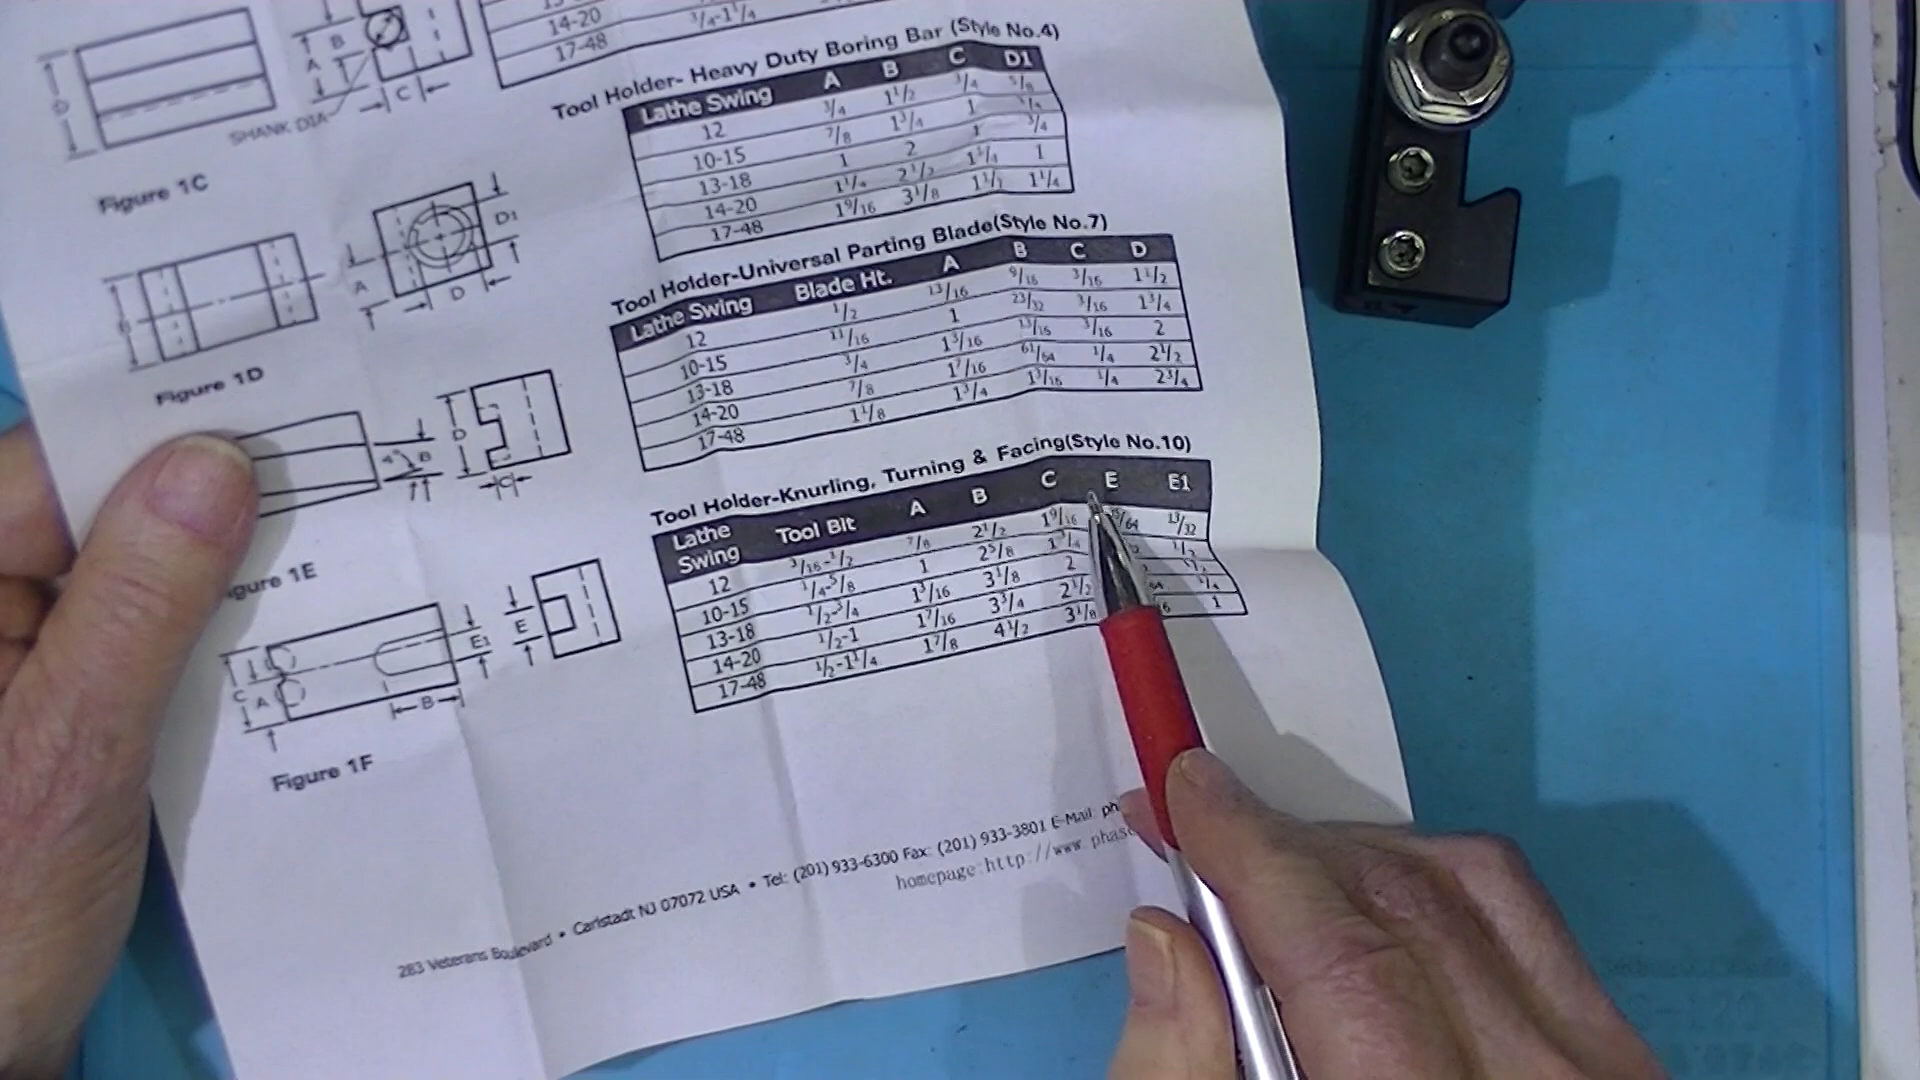 14-20 3/4-1 1/4
17-48
D
B
A
C
SHANK DIA
Figure 1C
Tool Holder- Heavy Duty Boring Bar (Style No.4)
Lathe Swing A B C D1
12 3/4 1 1/2 3/4 5/8
10-15 7/8 1 3/4 1
13-18 1 2 1 3/4
14-20 1 1/4 2 1/2 1 1/4 1
17-48 1 9/16 3 1/8 1 1/2 1 1/4
A
D
D1
Figure 1D
Tool Holder-Universal Parting Blade(Style No.7)
Lathe Swing Blade Ht. A B C D
12 1/2 13/16 9/16 3/16 1 1/2
10-15 11/16 1 23/32 3/16 1 3/4
13-18 3/4 1 3/16 13/16 3/16 2
14-20 7/8 1 7/16 61/64 1/4 2 1/2
17-48 1 1/8 1 3/4 1 3/16 1/4 2 3/4
4°
B
D
C
gure 1E
Tool Holder-Knurling, Turning & Facing(Style No.10)
Lathe Swing Tool Bit A B C E E1
12 3/16-1/2 7/8 2 1/2 1 9/16 13/32
10-15 1/4-5/8 1 2 5/8 1 3/4 1/2
13-18 1/2-3/4 1 3/16 3 1/8 2
14-20 1/2-1 1 7/16 3 3/4 2 1/2
17-48 1/2-1 1/4 1 7/8 4 1/2 3 1/8 1
C
A
B
E1
E
Figure 1F
283 Veterans Boulevard • Carlstadt NJ 07072 USA • Tel: (201) 933-6300 Fax: (201) 933-3801 E-Mail: ph
homepage:http://www.phase